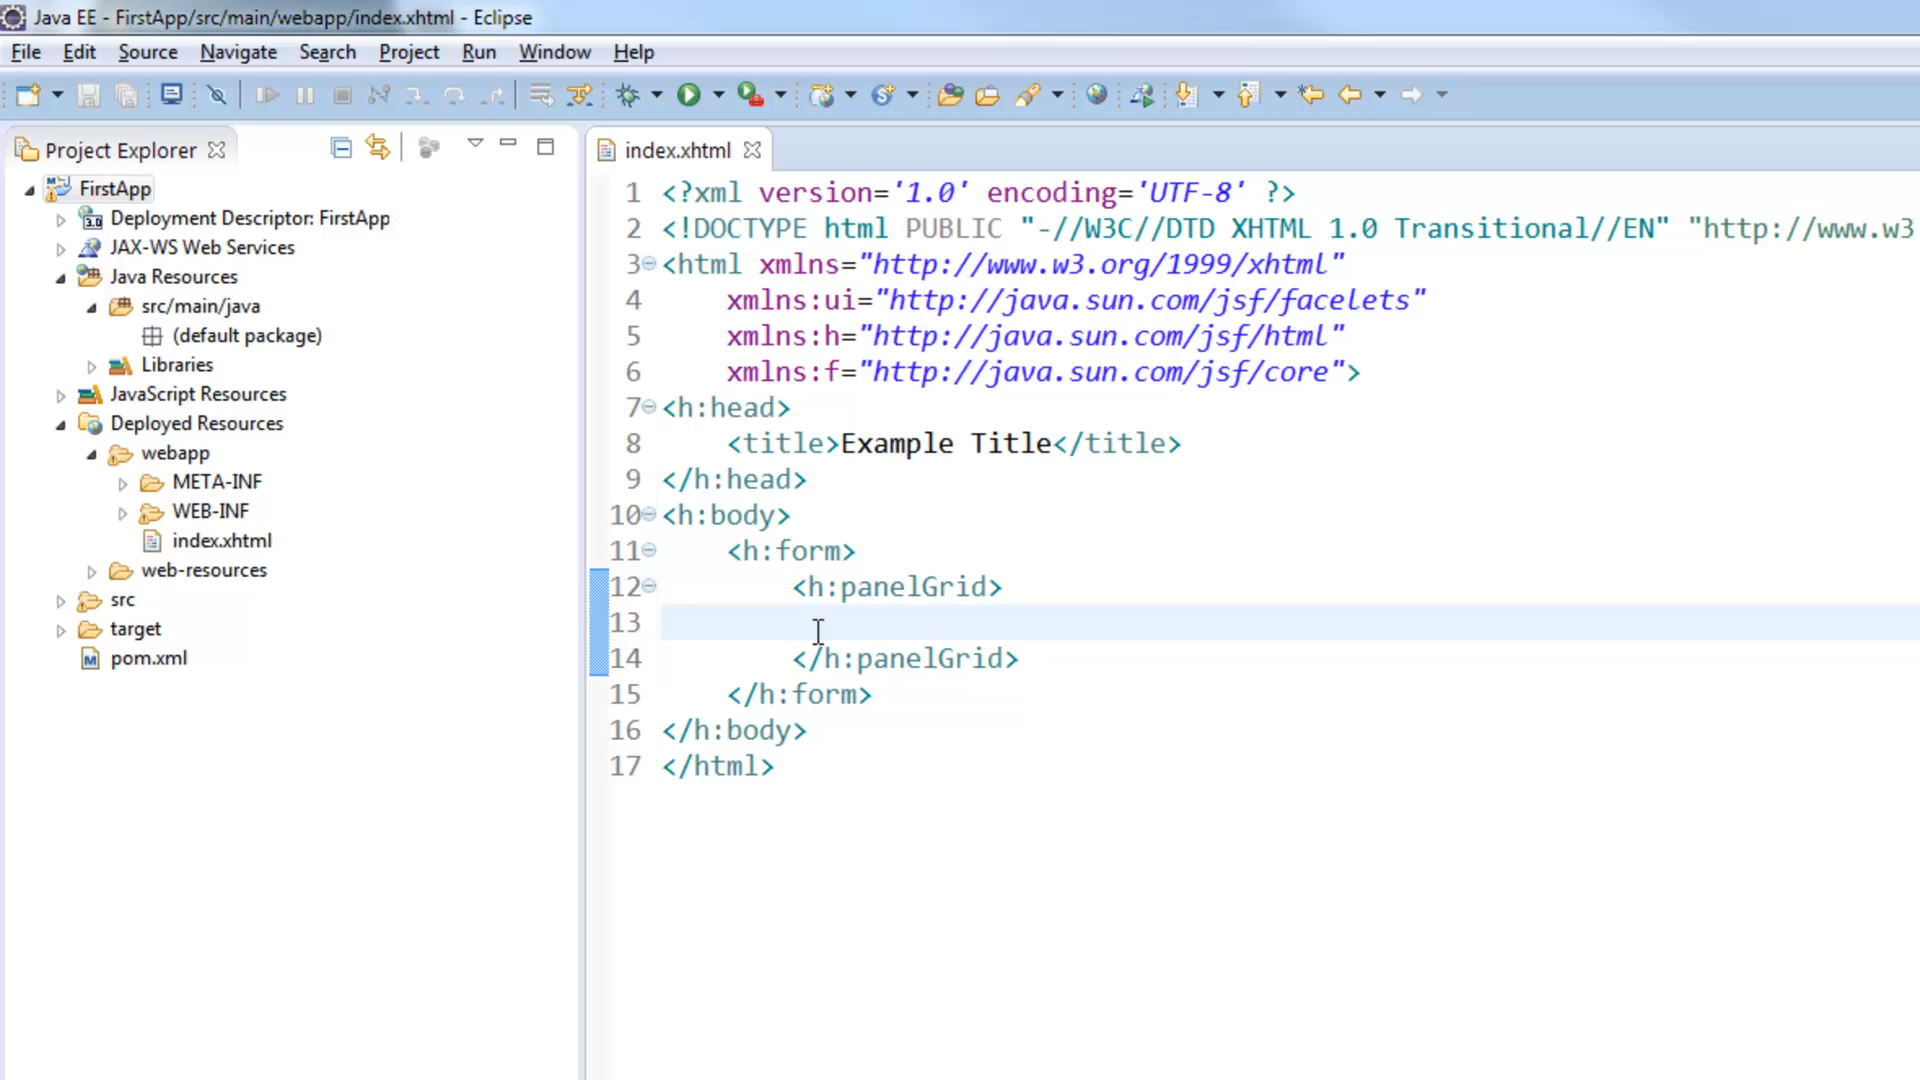 Java EE - FirstApp/src/main/webapp/index.xhtml - Eclipse
File Edit Source Navigate Search Project Run Window Help
Project Explorer
FirstApp
Deployment Descriptor: FirstApp
JAX-WS Web Services
Java Resources
src/main/java
(default package)
Libraries
JavaScript Resources
Deployed Resources
webapp
META-INF
WEB-INF
index.xhtml
web-resources
src
target
pom.xml
index.xhtml
1 <?xml version='1.0' encoding='UTF-8' ?>
2 <!DOCTYPE html PUBLIC "-//W3C//DTD XHTML 1.0 Transitional//EN" "http://www.w3
3 <html xmlns="http://www.w3.org/1999/xhtml"
4 xmlns:ui="http://java.sun.com/jsf/facelets"
5 xmlns:h="http://java.sun.com/jsf/html"
6 xmlns:f="http://java.sun.com/jsf/core">
7 <h:head>
8 <title>Example Title</title>
9 </h:head>
10 <h:body>
11 <h:form>
12 <h:panelGrid>
13
14 </h:panelGrid>
15 </h:form>
16 </h:body>
17 </html>